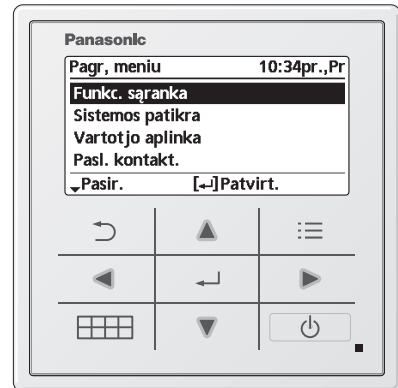 Panasonic
Pagr, meniu 10:34pr.,Pr
Funkc. sąranka
Sistemos patikra
Vartotjo aplinka
Pasl. kontakt.
Pasir. [↵]Patvirt.